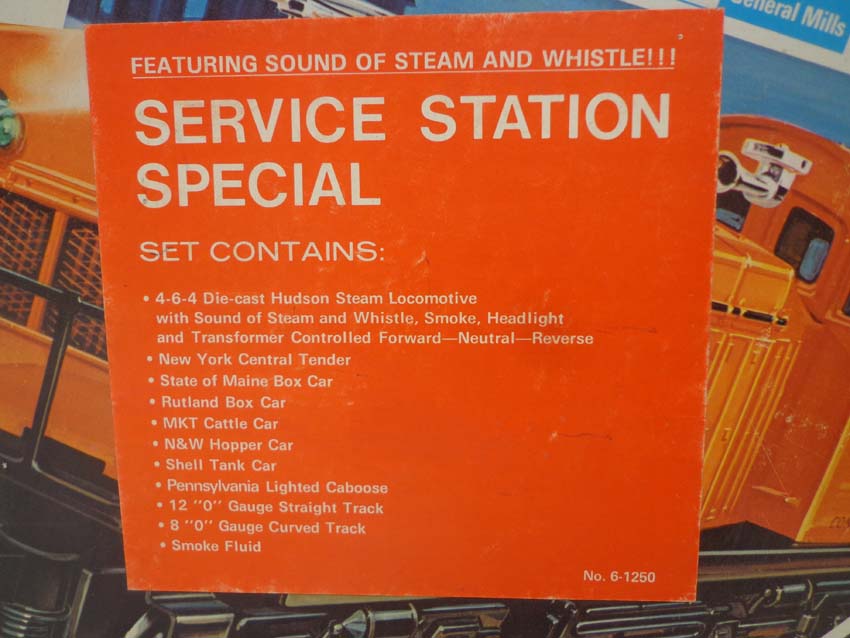 General Mills
FEATURING SOUND OF STEAM AND WHISTLE!!!
SERVICE STATION
SPECIAL
SET CONTAINS:
• 4-6-4 Die-cast Hudson Steam Locomotive
with Sound of Steam and Whistle, Smoke, Headlight
and Transformer Controlled Forward—Neutral—Reverse
• New York Central Tender
• State of Maine Box Car
• Rutland Box Car
• MKT Cattle Car
• N&W Hopper Car
• Shell Tank Car
• Pennsylvania Lighted Caboose
• 12 "0" Gauge Straight Track
• 8 "0" Gauge Curved Track
• Smoke Fluid
No. 6-1250